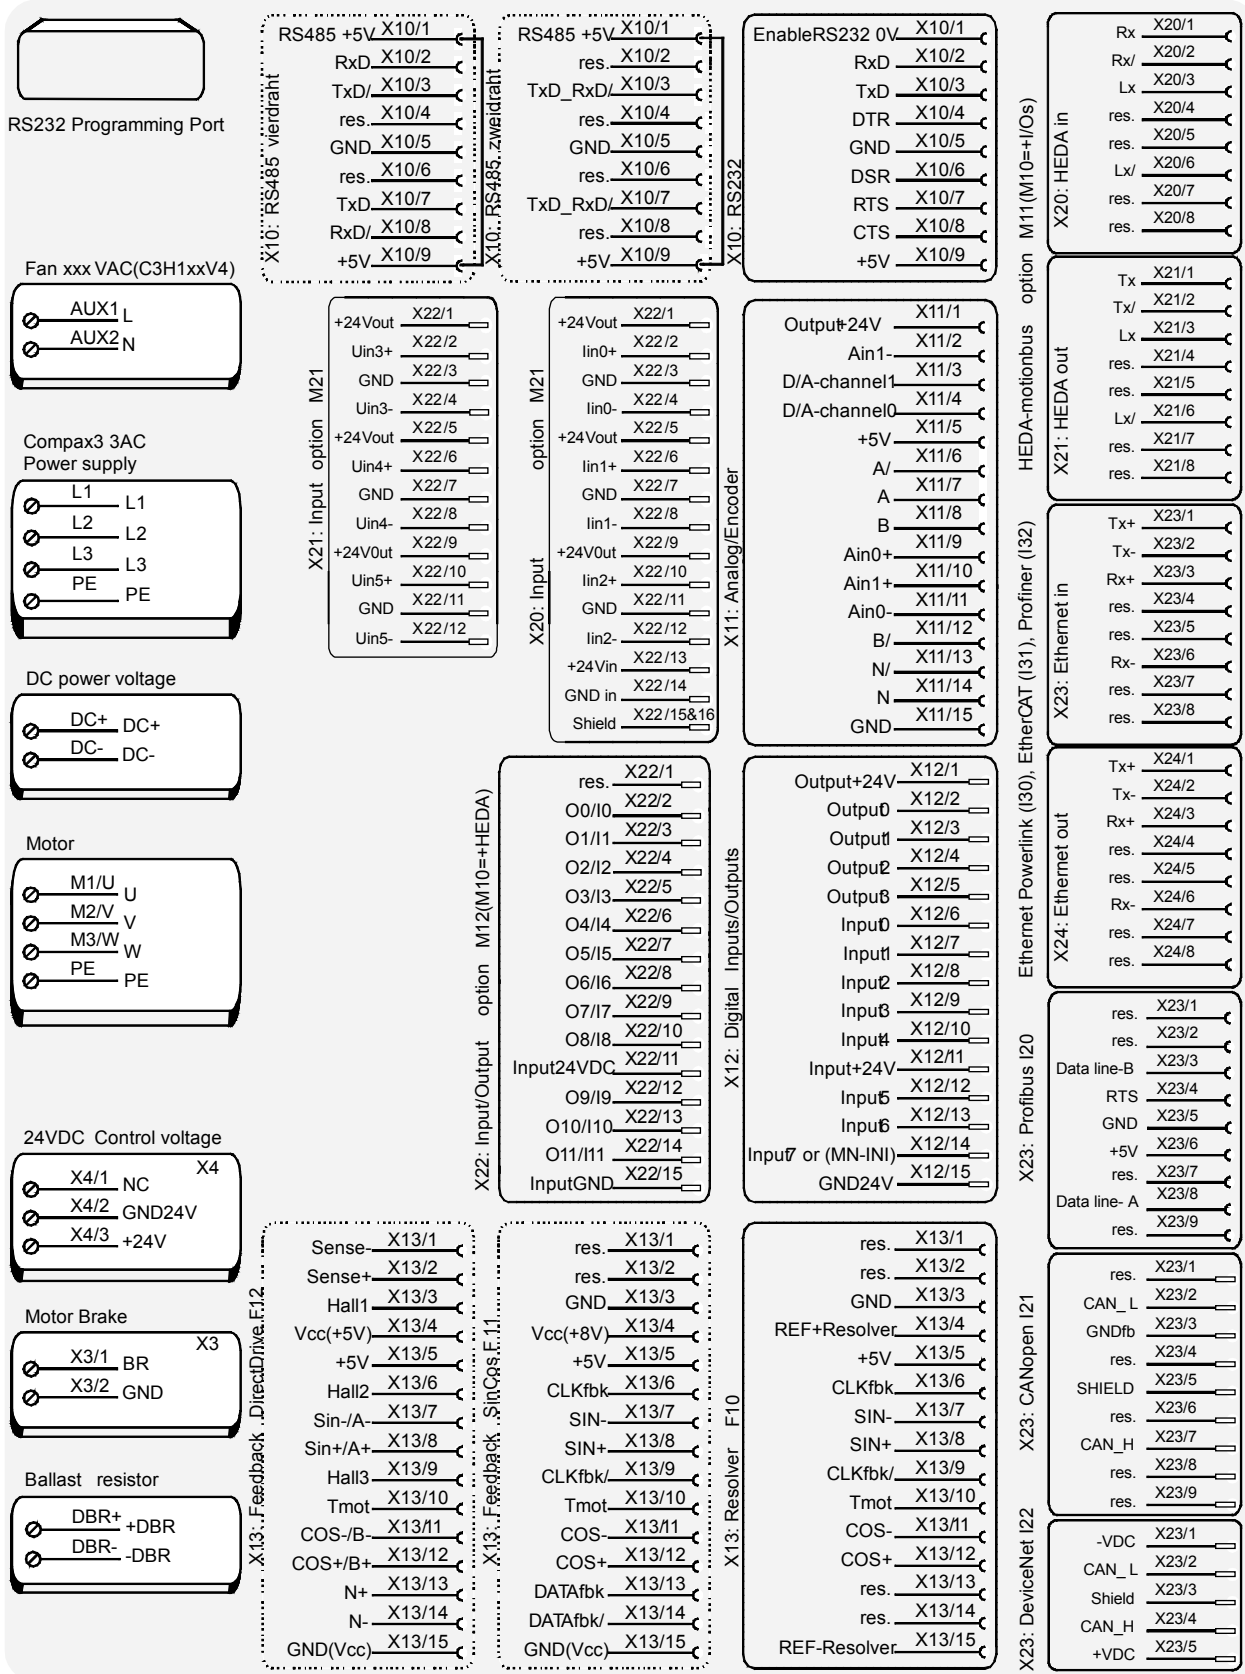 RS232 Programming Port
Fan xxx VAC(C3H1xxV4)
AUX1 L
AUX2 N
Compax3 3AC
Power supply
L1 L1
L2 L2
L3 L3
PE PE
DC power voltage
DC+ DC+
DC- DC-
Motor
M1/U U
M2/V V
M3/W W
PE PE
24VDC Control voltage
X4
X4/1 NC
X4/2 GND24V
X4/3 +24V
Motor Brake
X3
X3/1 BR
X3/2 GND
Ballast resistor
DBR+ +DBR
DBR- -DBR
X10: RS485 vierdraht
RS485 +5V X10/1
RxD X10/2
TxD/ X10/3
res. X10/4
GND X10/5
res. X10/6
TxD X10/7
RxD/ X10/8
+5V X10/9
X10: RS485 zweidraht
RS485 +5V X10/1
res. X10/2
TxD_RxD/ X10/3
res. X10/4
GND X10/5
res. X10/6
TxD_RxD/ X10/7
res. X10/8
+5V X10/9
X10: RS232
EnableRS232 0V X10/1
RxD X10/2
TxD X10/3
DTR X10/4
GND X10/5
DSR X10/6
RTS X10/7
CTS X10/8
+5V X10/9
X21: Input option M21
+24Vout X22/1
Uin3+ X22/2
GND X22/3
Uin3- X22/4
+24Vout X22/5
Uin4+ X22/6
GND X22/7
Uin4- X22/8
+24V0ut X22/9
Uin5+ X22/10
GND X22/11
Uin5- X22/12
X20: Input option M21
+24Vout X22/1
Iin0+ X22/2
GND X22/3
Iin0- X22/4
+24Vout X22/5
Iin1+ X22/6
GND X22/7
Iin1- X22/8
+24V0ut X22/9
Iin2+ X22/10
GND X22/11
Iin2- X22/12
+24Vin X22/13
GND in X22/14
Shield X22/15&16
X11: Analog/Encoder
Output+24V X11/1
Ain1- X11/2
D/A-channel1 X11/3
D/A-channel0 X11/4
+5V X11/5
A/ X11/6
A X11/7
B X11/8
Ain0+ X11/9
Ain1+ X11/10
Ain0- X11/11
B/ X11/12
N/ X11/13
N X11/14
GND X11/15
X22: Input/Output option M12(M10=+HEDA)
res. X22/1
O0/I0 X22/2
O1/I1 X22/3
O2/I2 X22/4
O3/I3 X22/5
O4/I4 X22/6
O5/I5 X22/7
O6/I6 X22/8
O7/I7 X22/9
O8/I8 X22/10
Input24VDC X22/11
O9/I9 X22/12
O10/I10 X22/13
O11/I11 X22/14
InputGND X22/15
X12: Digital Inputs/Outputs
Output+24V X12/1
Output0 X12/2
Output1 X12/3
Output2 X12/4
Output3 X12/5
Input0 X12/6
Input1 X12/7
Input2 X12/8
Input3 X12/9
Input4 X12/10
Input+24V X12/11
Input5 X12/12
Input6 X12/13
Input7 or (MN-INI) X12/14
GND24V X12/15
X13: Feedback DirectDrive F12
Sense- X13/1
Sense+ X13/2
Hall1 X13/3
Vcc(+5V) X13/4
+5V X13/5
Hall2 X13/6
Sin-/A- X13/7
Sin+/A+ X13/8
Hall3 X13/9
Tmot X13/10
COS-/B- X13/11
COS+/B+ X13/12
N+ X13/13
N- X13/14
GND(Vcc) X13/15
X13: Feedback SinCos F11
res. X13/1
res. X13/2
GND X13/3
Vcc(+8V) X13/4
+5V X13/5
CLKfbk X13/6
SIN- X13/7
SIN+ X13/8
CLKfbk/ X13/9
Tmot X13/10
COS- X13/11
COS+ X13/12
DATAfbk X13/13
DATAfbk/ X13/14
GND(Vcc) X13/15
X13: Resolver F10
res. X13/1
res. X13/2
GND X13/3
REF+Resolver X13/4
+5V X13/5
CLKfbk X13/6
SIN- X13/7
SIN+ X13/8
CLKfbk/ X13/9
Tmot X13/10
COS- X13/11
COS+ X13/12
res. X13/13
res. X13/14
REF-Resolver X13/15
HEDA-motionbus option M11(M10=+I/Os)
X20: HEDA in
Rx X20/1
Rx/ X20/2
Lx X20/3
res. X20/4
res. X20/5
Lx/ X20/6
res. X20/7
res. X20/8
X21: HEDA out
Tx X21/1
Tx/ X21/2
Lx X21/3
res. X21/4
res. X21/5
Lx/ X21/6
res. X21/7
res. X21/8
Ethernet Powerlink (I30), EtherCAT (I31), Profiner (I32)
X23: Ethernet in
Tx+ X23/1
Tx- X23/2
Rx+ X23/3
res. X23/4
res. X23/5
Rx- X23/6
res. X23/7
res. X23/8
X24: Ethernet out
Tx+ X24/1
Tx- X24/2
Rx+ X24/3
res. X24/4
res. X24/5
Rx- X24/6
res. X24/7
res. X24/8
X23: Profibus I20
res. X23/1
res. X23/2
Data line-B X23/3
RTS X23/4
GND X23/5
+5V X23/6
res. X23/7
Data line- A X23/8
res. X23/9
X23: CANopen I21
res. X23/1
CAN_ L X23/2
GNDfb X23/3
res. X23/4
SHIELD X23/5
res. X23/6
CAN_H X23/7
res. X23/8
res. X23/9
X23: DeviceNet I22
-VDC X23/1
CAN_ L X23/2
Shield X23/3
CAN_H X23/4
+VDC X23/5